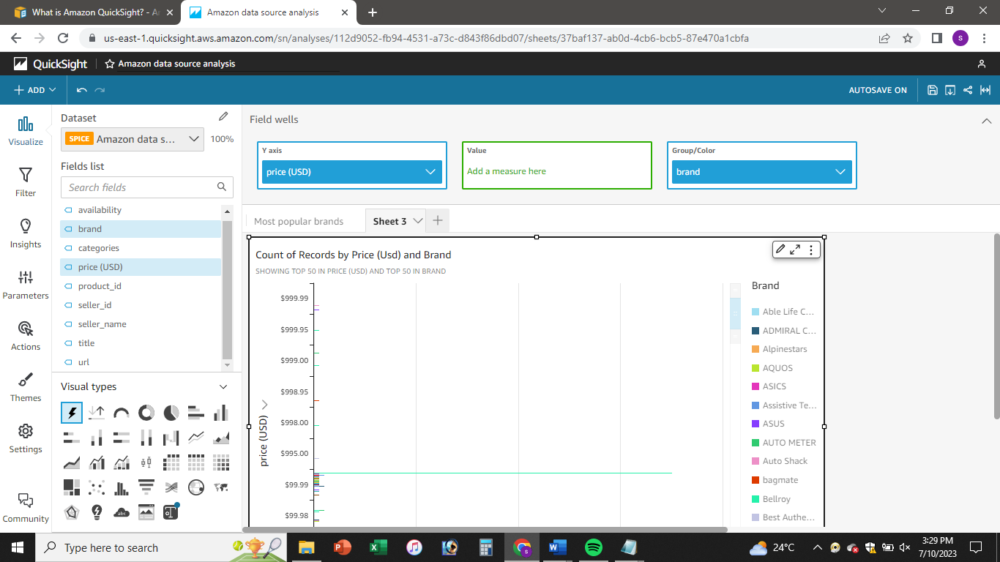 What is Amazon QuickSight? - Ar
Amazon data source analysis
us-east-1.quicksight.aws.amazon.com/sn/analyses/112d9052-fb94-4531-a73c-d843f86dbd07/sheets/37baf137-ab0d-4cb6-bcb5-87e470a1cbfa
S
QuickSight
Amazon data source analysis
ADD
AUTOSAVE ON
Visualize
Filter
Insights
Parameters
Actions
Themes
Settings
Community
Dataset
SPICE Amazon data s... 100%
Fields list
Search fields
availability
brand
categories
price (USD)
product_id
seller_id
seller_name
title
url
Visual types
abc
Field wells
Y axis
price (USD)
Value
Add a measure here
Group/Color
brand
Most popular brands
Sheet 3
Count of Records by Price (Usd) and Brand
SHOWING TOP 50 IN PRICE (USD) AND TOP 50 IN BRAND
price (USD)
$999.99
$999.95
$999.00
$998.95
$998.00
$995.00
$99.99
$99.98
Brand
Able Life C...
ADMIRAL C...
Alpinestars
AQUOS
ASICS
Assistive Te...
ASUS
AUTO METER
Auto Shack
bagmate
Bellroy
Best Authe...
Type here to search
24°C
3:29 PM
7/10/2023